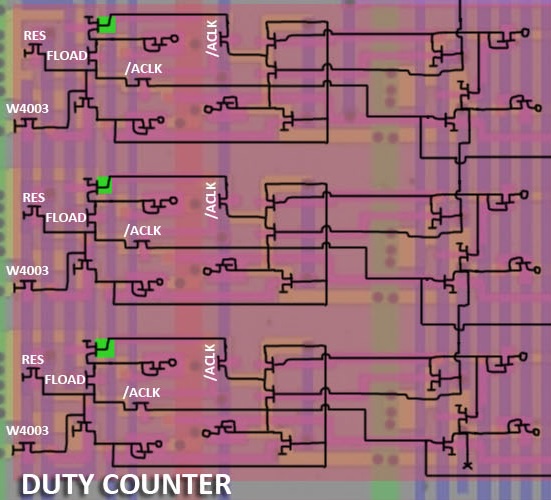 /ACLK
RES
FLOAD
/ACLK
W4003
/ACLK
RES
FLOAD
/ACLK
W4003
/ACLK
RES
FLOAD
/ACLK
W4003
DUTY COUNTER